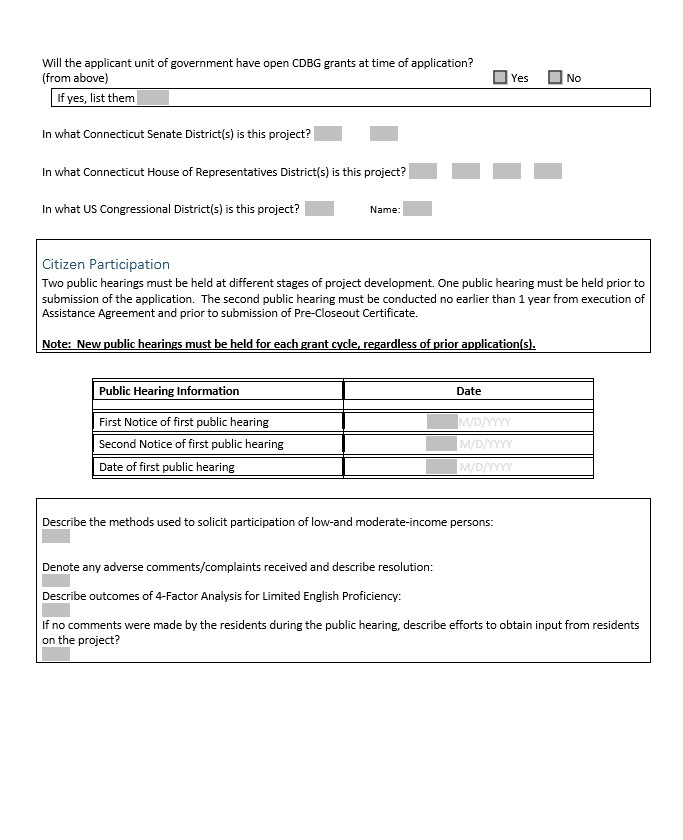 Will the applicant unit of government have open CDBG grants at time of application?
(from above) Yes No
If yes, list them
In what Connecticut Senate District(s) is this project?
In what Connecticut House of Representatives District(s) is this project?
In what US Congressional District(s) is this project? Name:
Citizen Participation
Two public hearings must be held at different stages of project development. One public hearing must be held prior to
submission of the application.  The second public hearing must be conducted no earlier than 1 year from execution of
Assistance Agreement and prior to submission of Pre-Closeout Certificate.
Note:  New public hearings must be held for each grant cycle, regardless of prior application(s).
Public Hearing Information Date
First Notice of first public hearing M/D/YYYY
Second Notice of first public hearing M/D/YYYY
Date of first public hearing M/D/YYYY
Describe the methods used to solicit participation of low-and moderate-income persons:
Denote any adverse comments/complaints received and describe resolution:
Describe outcomes of 4-Factor Analysis for Limited English Proficiency:
If no comments were made by the residents during the public hearing, describe efforts to obtain input from residents
on the project?